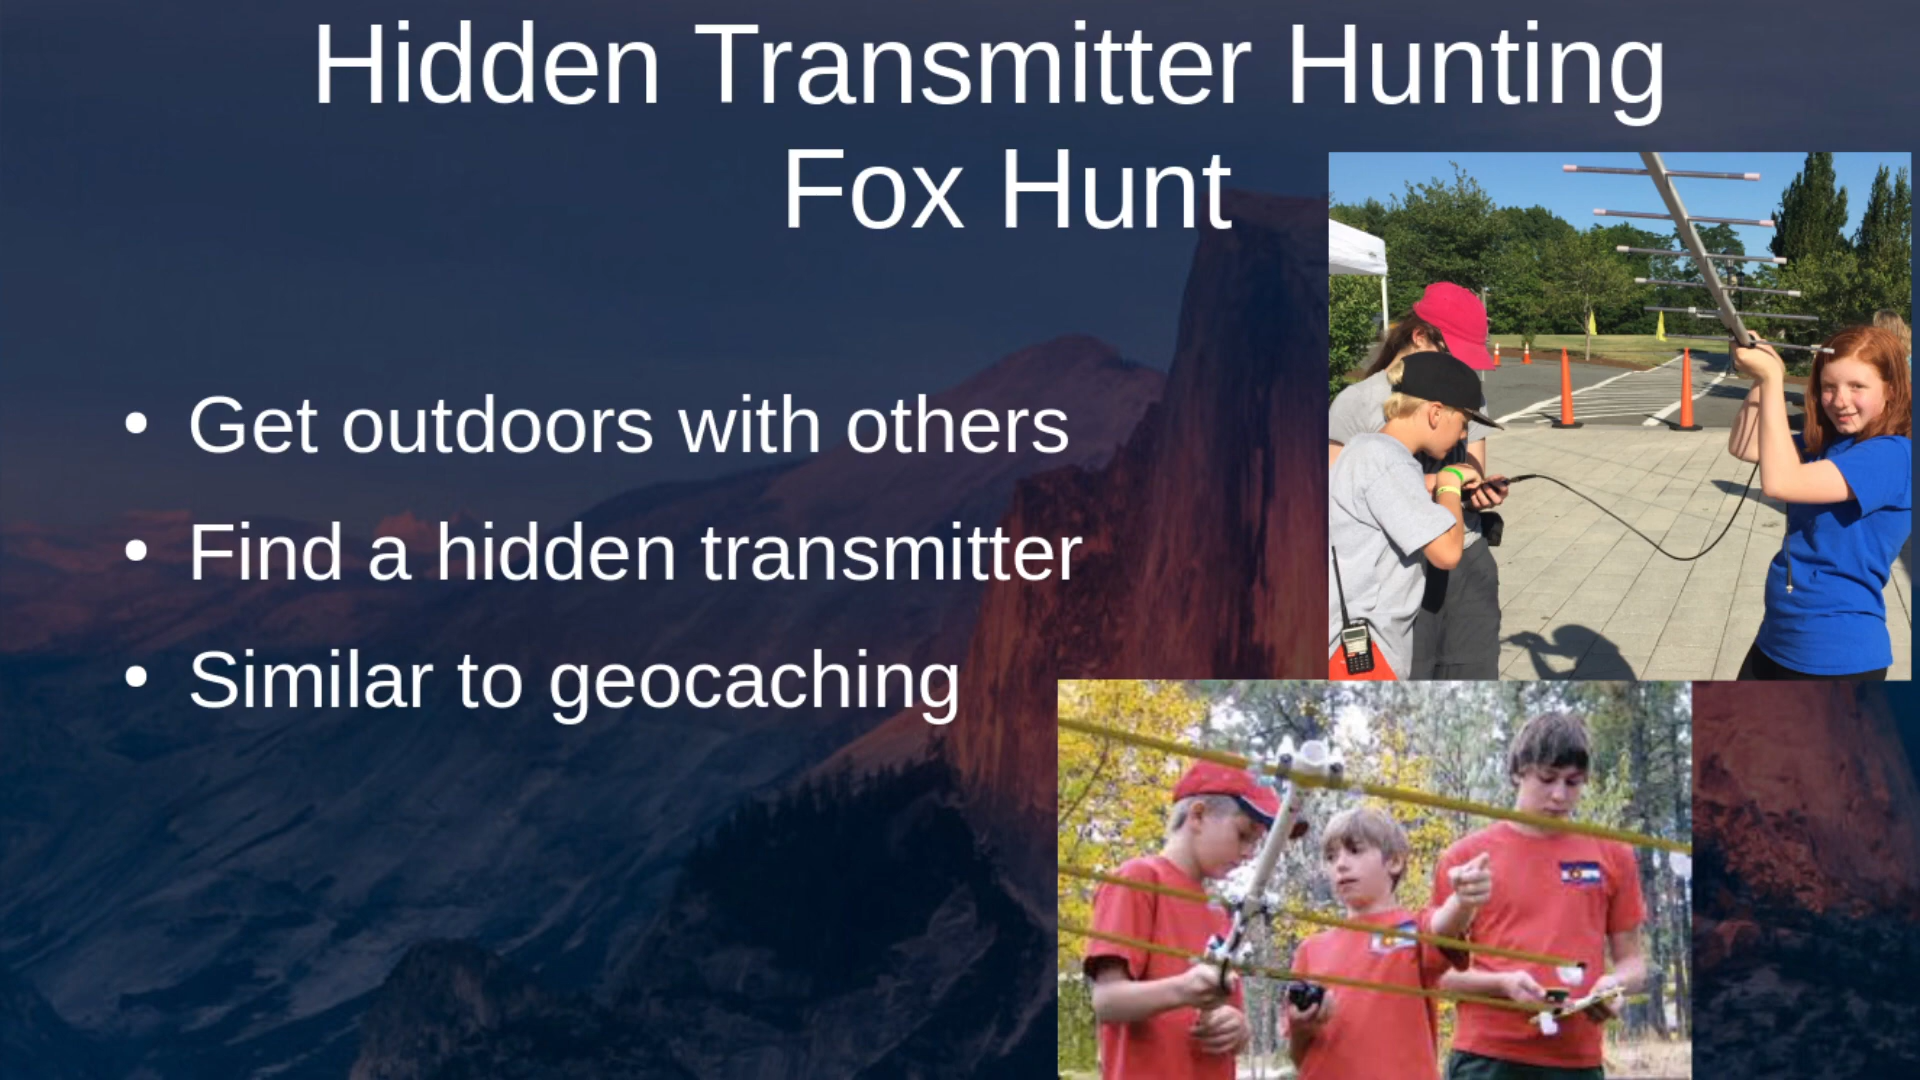 Hidden Transmitter Hunting
Fox Hunt
• Get outdoors with others
• Find a hidden transmitter
• Similar to geocaching